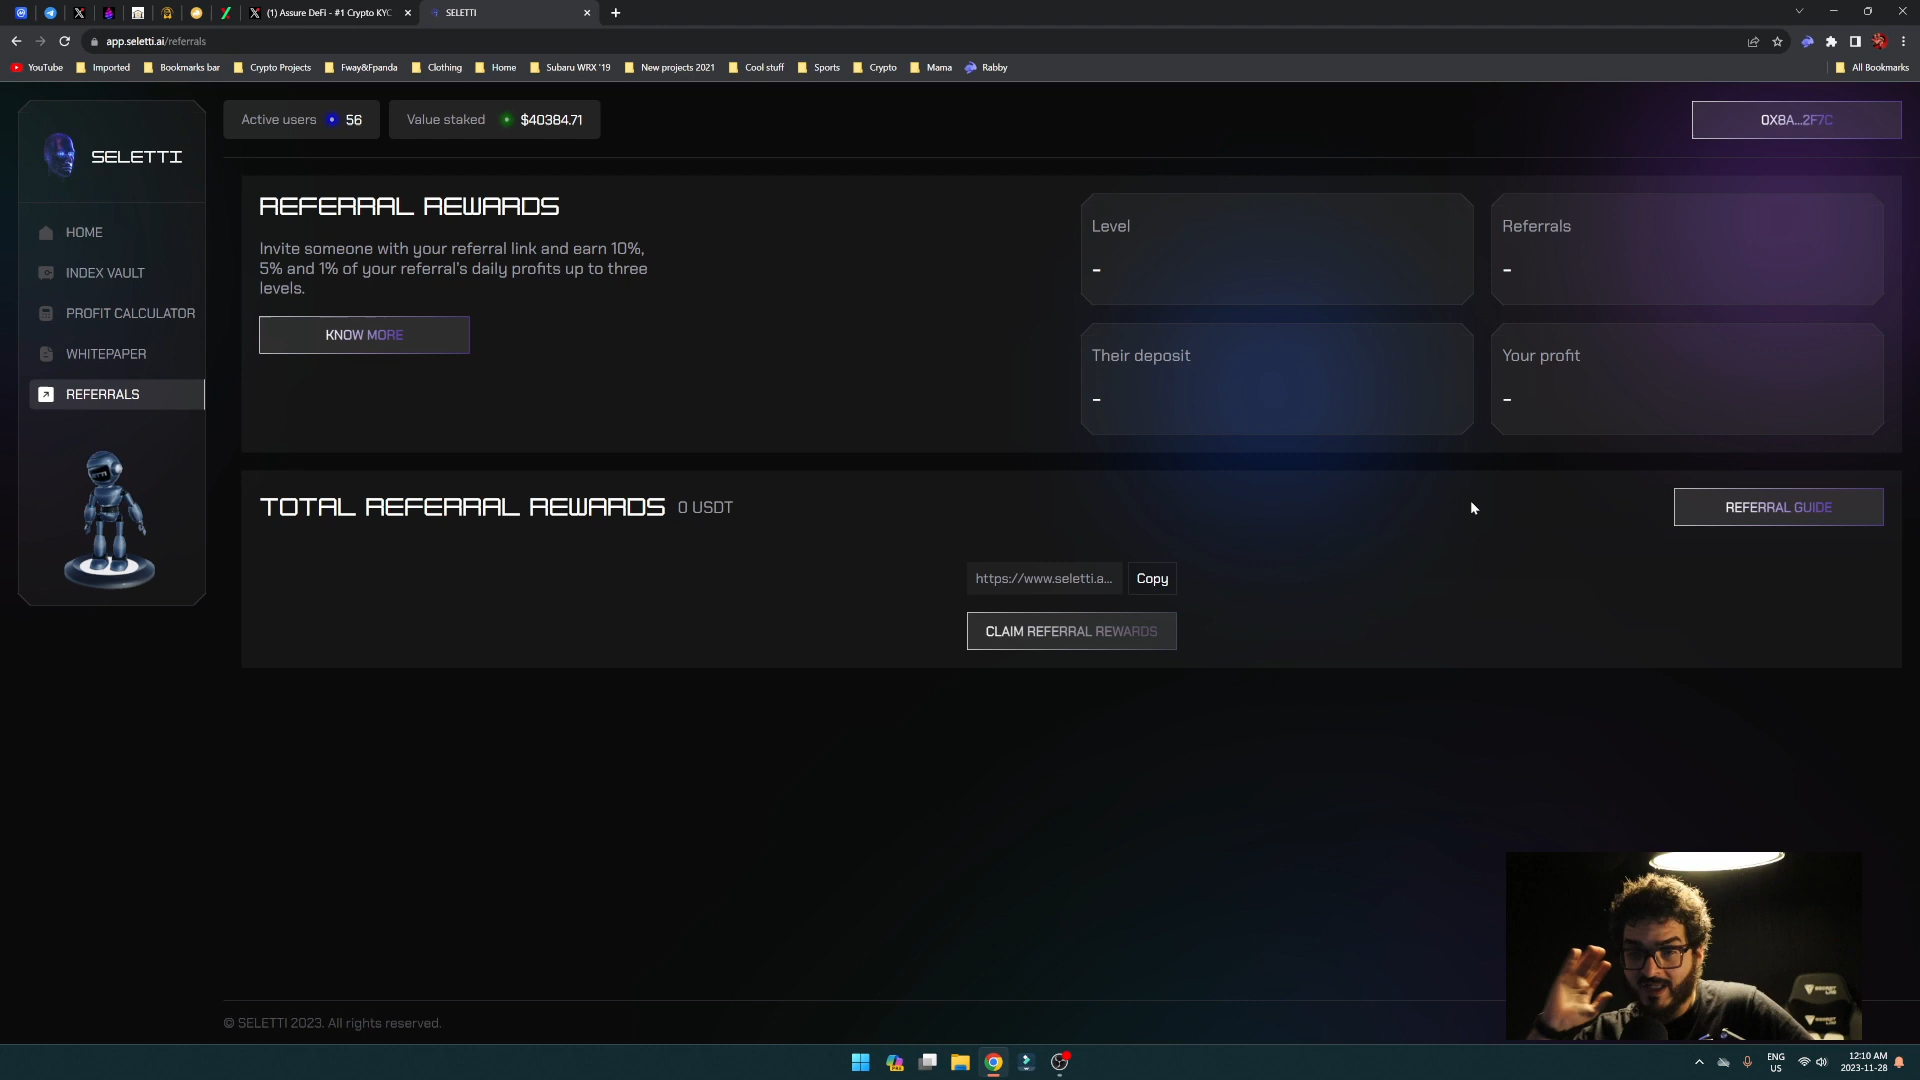 (1) Assure DeFi - #1 Crypto KYC
SELETTI
app.seletti.ai/referrals
YouTube
Imported
Bookmarks bar
Crypto Projects
Fway&Fpanda
Clothing
Home
Subaru WRX '19
New projects 2021
Cool stuff
Sports
Crypto
Mama
Rabby
All Bookmarks
SELETTI
Active users 56
Value staked $40384.71
0X8A...2F7C
HOME
INDEX VAULT
PROFIT CALCULATOR
WHITEPAPER
REFERRALS
REFERRAL REWARDS
Invite someone with your referral link and earn 10%,
5% and 1% of your referral's daily profits up to three
levels.
KNOW MORE
Level
-
Referrals
-
Their deposit
-
Your profit
-
TOTAL REFERRAL REWARDS 0 USDT
REFERRAL GUIDE
https://www.seletti.a...
Copy
CLAIM REFERRAL REWARDS
© SELETTI 2023. All rights reserved.
ENG
US
12:10 AM
2023-11-28